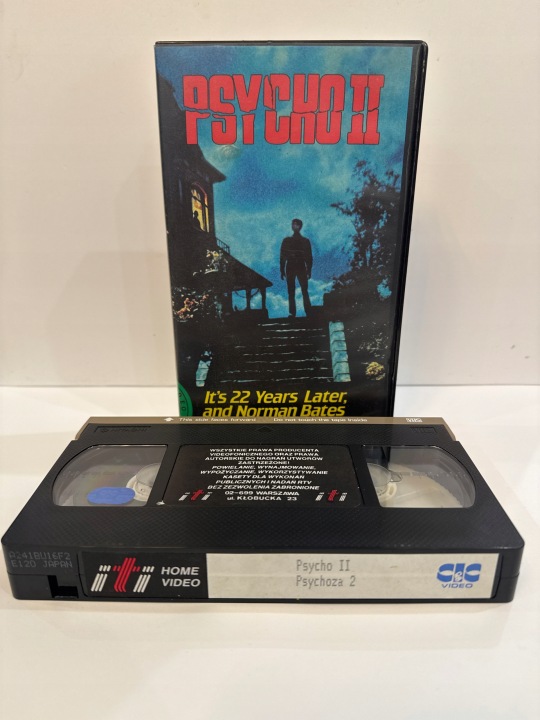 PSYCHO II
It's 22 Years Later,
and Norman Bates
This side faces forward Do not touch the tape inside
VHS
WSZYSTKIE PRAWA PRODUCENTA
VIDEOFONICZNEGO ORAZ PRAWA
AUTORSKIE DO NAGRAŃ UTWORÓW
ZASTRZEŻONE!
POWIELANIE, WYNAJMOWANIE,
WYPOŻYCZANIE, WYKORZYSTYWANIE
KASETY DLA WYKONAŃ
PUBLICZNYCH I NADAŃ RTV
BEZ ZEZWOLENIA ZABRONIONE
02-699 WARSZAWA
ul. KŁOBUCKA 23
iti
iti
A241BU16F2
E120 JAPAN
iti HOME
VIDEO
Psycho II
Psychoza 2
CIC
VIDEO